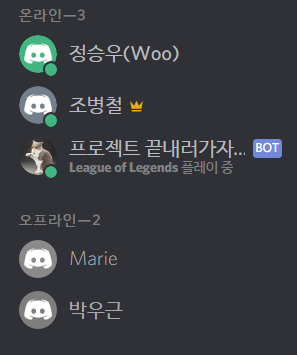 온라인—3
정승우(Woo)
조병철
프로젝트 끝내러가자... BOT
League of Legends 플레이 중
오프라인—2
Marie
박우근